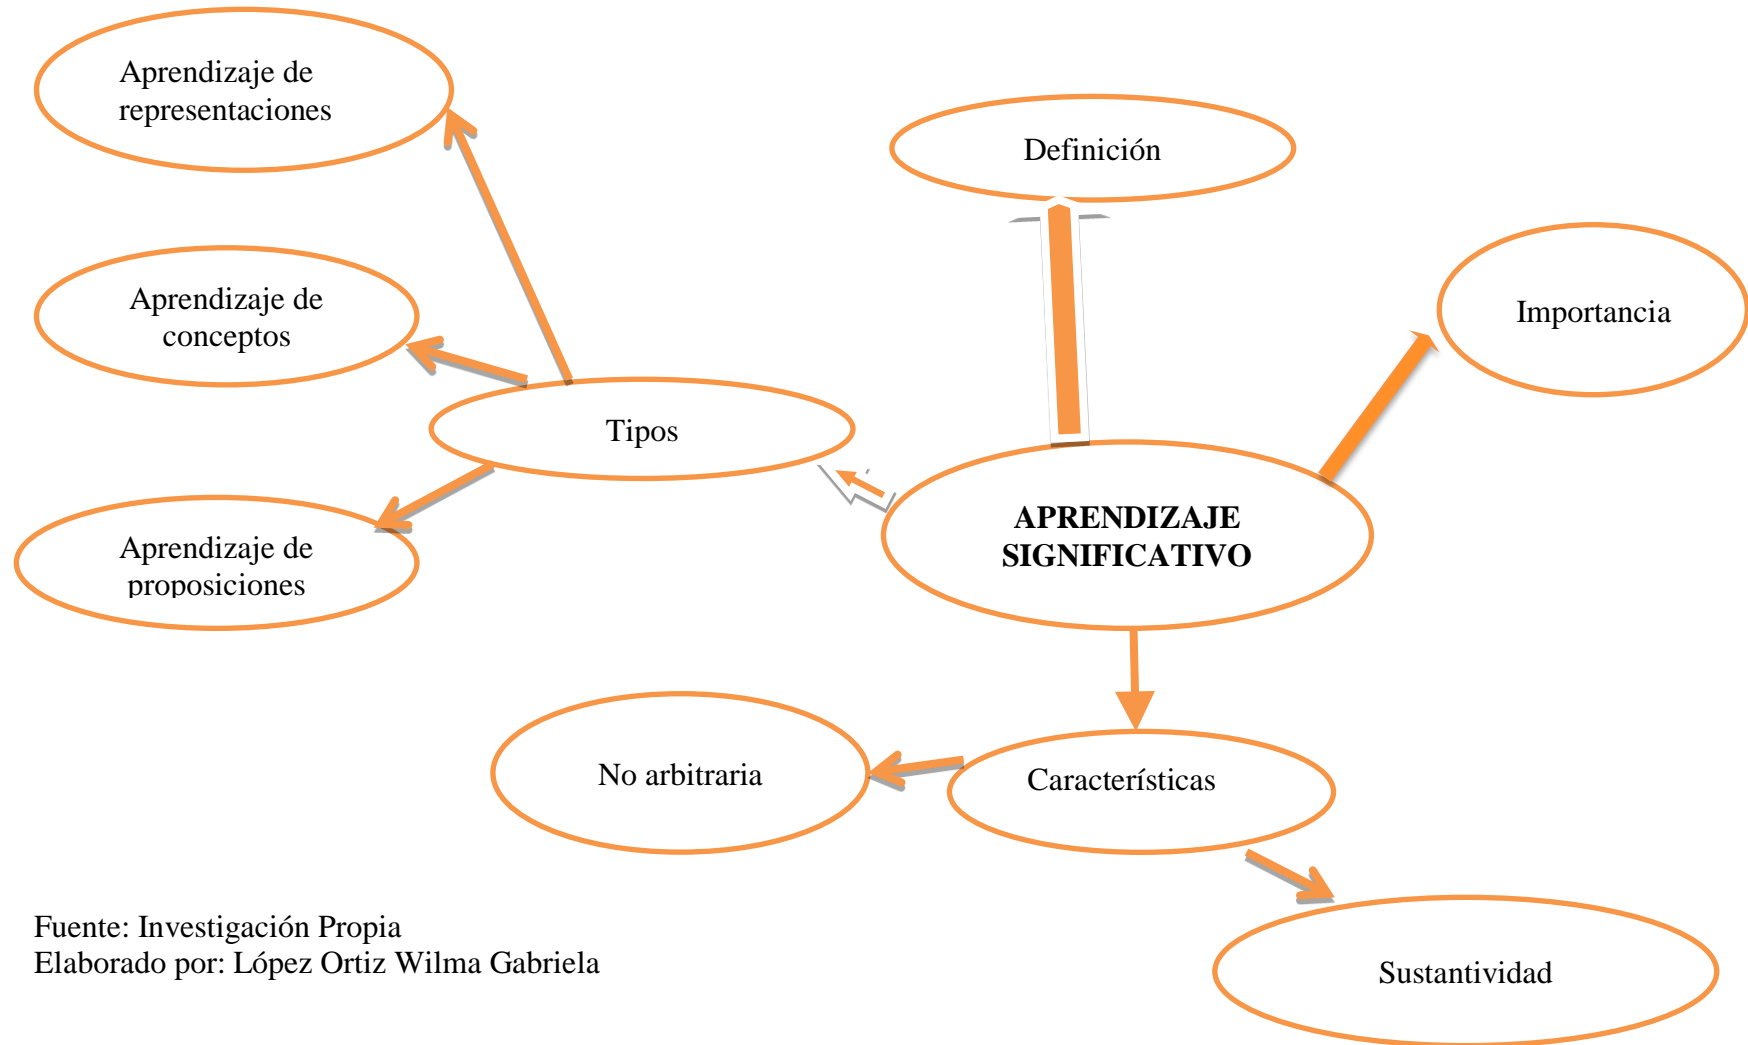 Aprendizaje de
representaciones
Definición
Aprendizaje de
conceptos
Importancia
Tipos
APRENDIZAJE
SIGNIFICATIVO
Aprendizaje de
proposiciones
No arbitraria
Características
Sustantividad
Fuente: Investigación Propia
Elaborado por: López Ortiz Wilma Gabriela